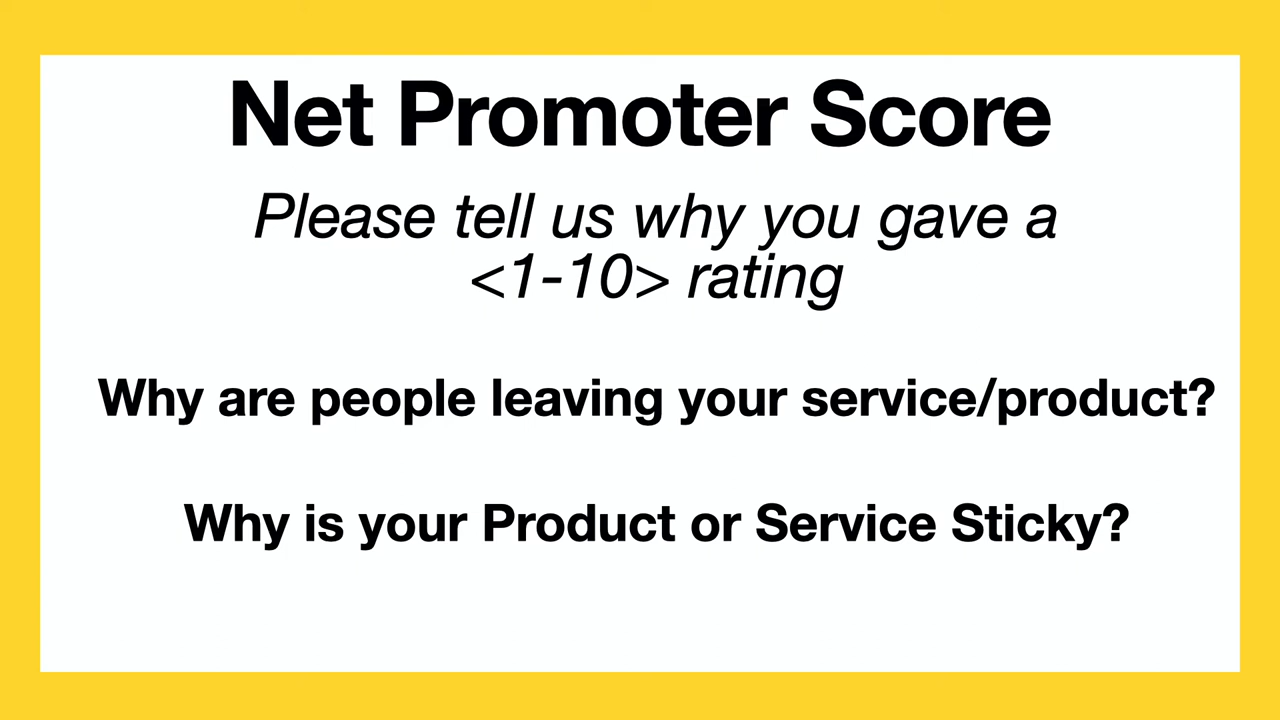 Net Promoter Score
Please tell us why you gave a
<1-10> rating
Why are people leaving your service/product?
Why is your Product or Service Sticky?